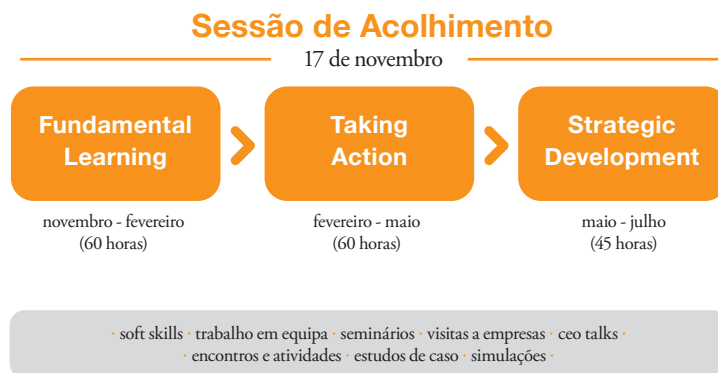 Sessão de Acolhimento
17 de novembro
Fundamental
Learning
Taking
Action
Strategic
Development
novembro - fevereiro
(60 horas)
fevereiro - maio
(60 horas)
maio - julho
(45 horas)
· soft skills · trabalho em equipa · seminários · visitas a empresas · ceo talks ·
· encontros e atividades · estudos de caso · simulações ·